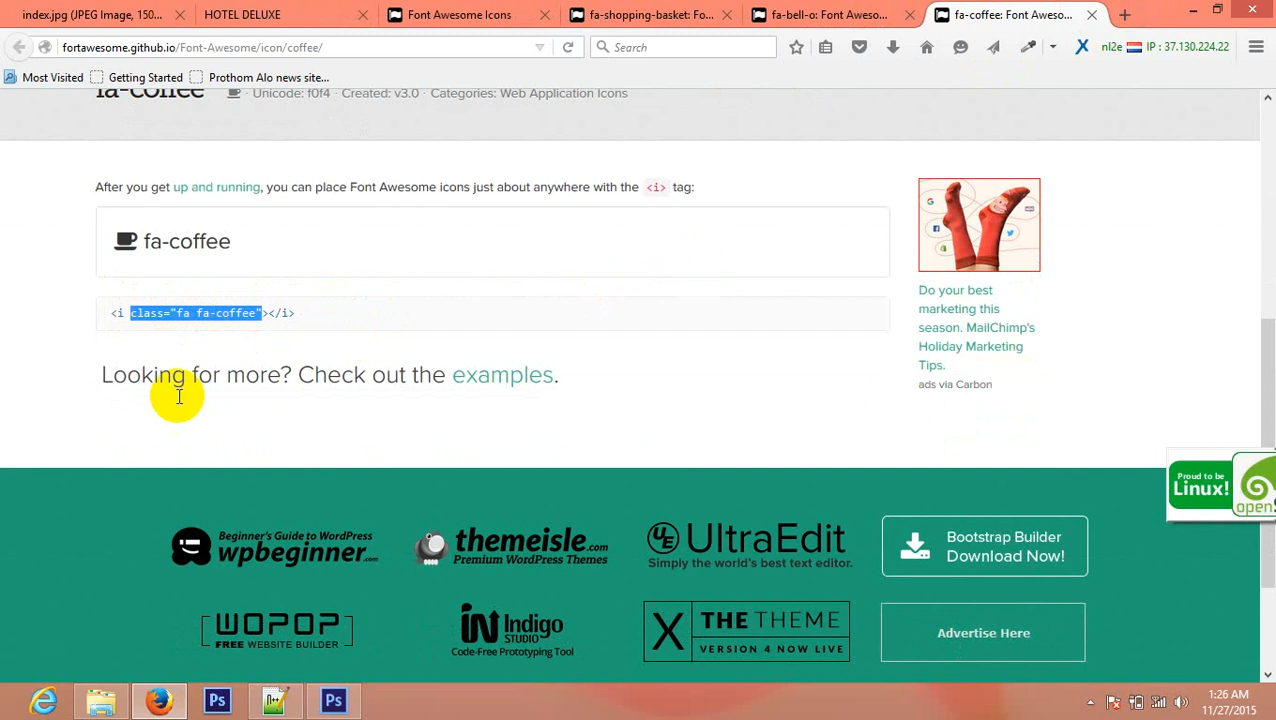 index.jpg (JPEG Image, 150...
HOTEL DELUXE
Font Awesome Icons
fa-shopping-basket: Fo...
fa-bell-o: Font Aweso...
fa-coffee: Font Aweso...
fortawesome.github.io/Font-Awesome/icon/coffee/
Search
nl2e
IP : 37.130.224.22
Most Visited
Getting Started
Prothom Alo news site...
fa-coffee
· Unicode: f0f4 · Created: v3.0 · Categories: Web Application Icons
After you get up and running, you can place Font Awesome icons just about anywhere with the <i> tag:
fa-coffee
<i class="fa fa-coffee"></i>
Looking for more? Check out the examples.
Do your best
marketing this
season. MailChimp's
Holiday Marketing
Tips.
ads via Carbon
Proud to be
Linux!
openS
Beginner's Guide to WordPress
wpbeginner.com
themeisle.com
Premium WordPress Themes
UltraEdit
Simply the world's best text editor.
Bootstrap Builder
Download Now!
WOPOP
FREE WEBSITE BUILDER
Indigo
STUDIO
Code-Free Prototyping Tool
X THE THEME
VERSION 4 NOW LIVE
Advertise Here
1:26 AM
11/27/2015